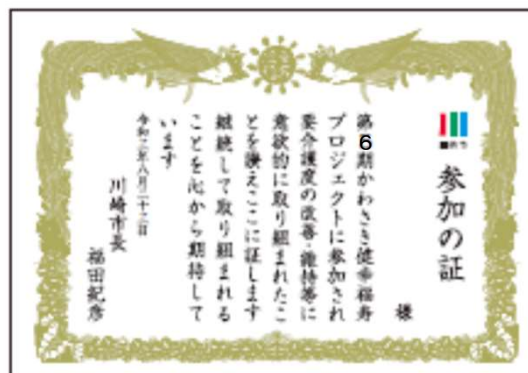 参加の証
様
第6期かわさき健幸福寿
プロジェクトに参加され
要介護度の改善・維持等に
意欲的に取り組まれたこ
とを讃えここに証します
継続して取り組まれる
ことを心から期待して
います
八月二十二日
川崎市長
福田紀彦